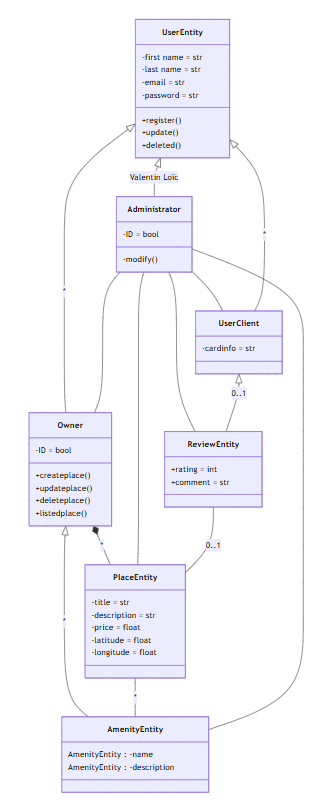 UserEntity
-first name = str
-last name = str
-email = str
-password = str
+register()
+update()
+deleted()
Valentin Loïc
Administrator
-ID = bool
-modify()
*
*
UserClient
-cardinfo = str
0..1
Owner
-ID = bool
+createplace()
+updateplace()
+deleteplace()
+listedplace()
ReviewEntity
+rating = int
+comment = str
*
0..1
PlaceEntity
-title = str
-description = str
-price = float
-latitude = float
-longitude = float
*
*
AmenityEntity
AmenityEntity : -name
AmenityEntity : -description